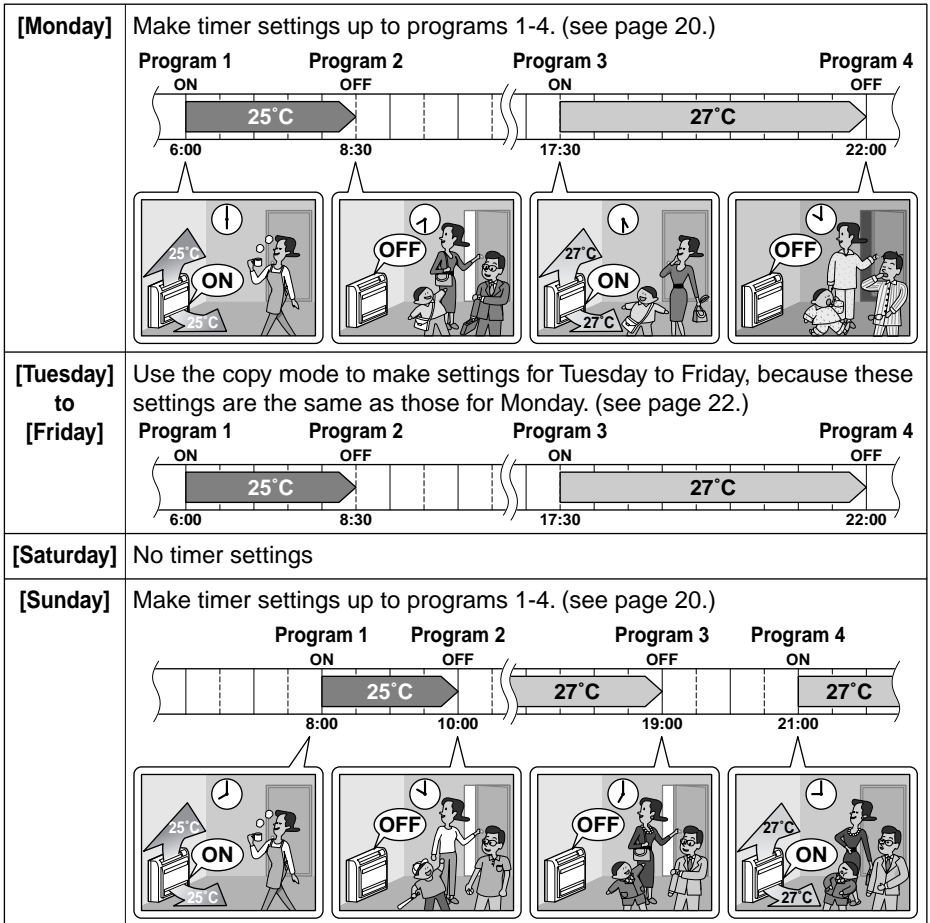 [Monday]
Make timer settings up to programs 1-4. (see page 20.)
Program 1 Program 2 Program 3 Program 4
ON OFF ON OFF
25˚C 27˚C
6:00 8:30 17:30 22:00
25˚C ON 25˚C
OFF
27˚C ON 27˚C
OFF
[Tuesday]
to
[Friday]
Use the copy mode to make settings for Tuesday to Friday, because these
settings are the same as those for Monday. (see page 22.)
Program 1 Program 2 Program 3 Program 4
ON OFF ON OFF
25˚C 27˚C
6:00 8:30 17:30 22:00
[Saturday] No timer settings
[Sunday]
Make timer settings up to programs 1-4. (see page 20.)
Program 1 Program 2 Program 3 Program 4
ON OFF OFF ON
25˚C 27˚C 27˚C
8:00 10:00 19:00 21:00
25˚C ON 25˚C
OFF
OFF
27˚C ON 27˚C